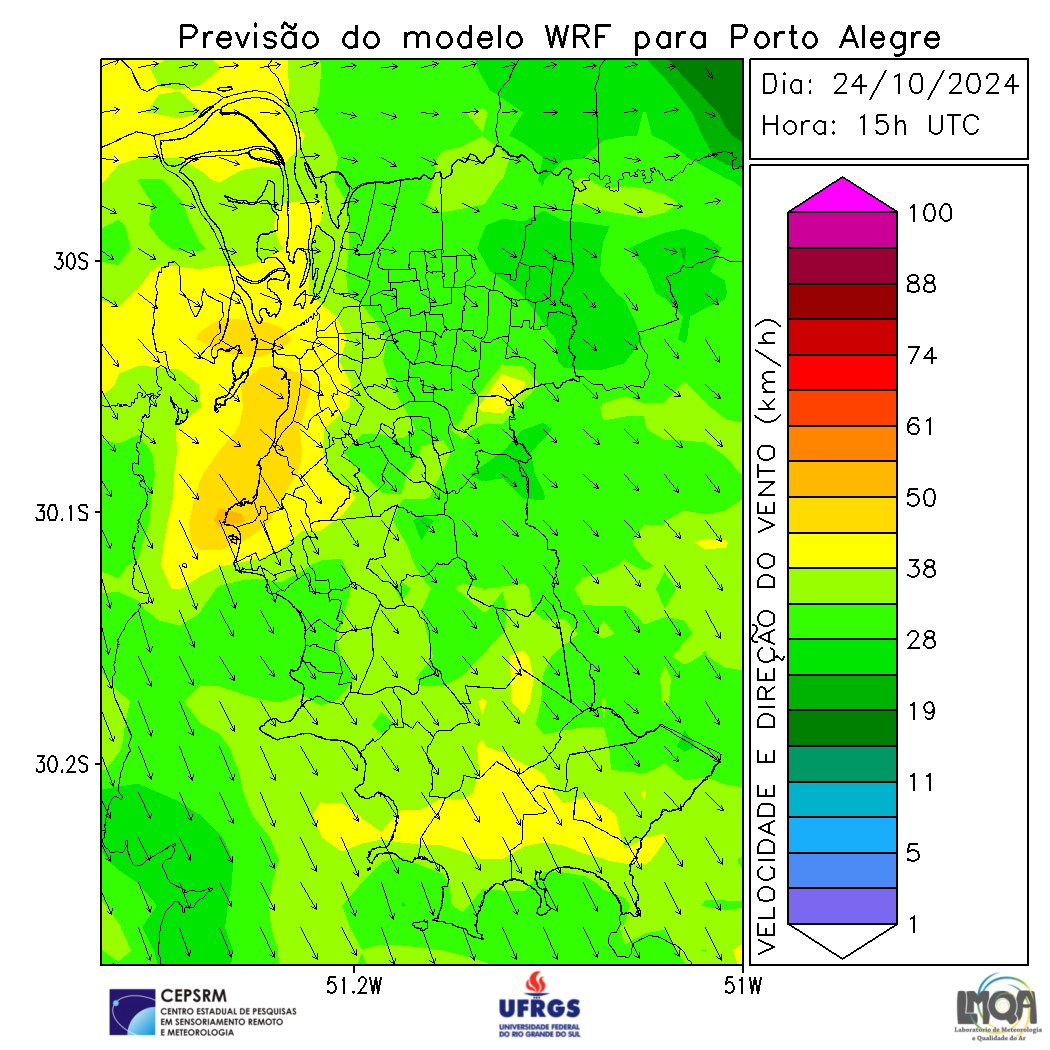 Previsão do modelo WRF para Porto Alegre
Dia: 24/10/2024
Hora: 15h UTC
30S
30.1S
30.2S
51.2W
51W
VELOCIDADE E DIREÇÃO DO VENTO (km/h)
100
88
74
61
50
38
28
19
11
5
1
CEPSRM
CENTRO ESTADUAL DE PESQUISAS
EM SENSORIAMENTO REMOTO
E METEOROLOGIA
UFRGS
UNIVERSIDADE FEDERAL
DO RIO GRANDE DO SUL
LMQA
Laboratório de Meteorologia
e Qualidade do Ar